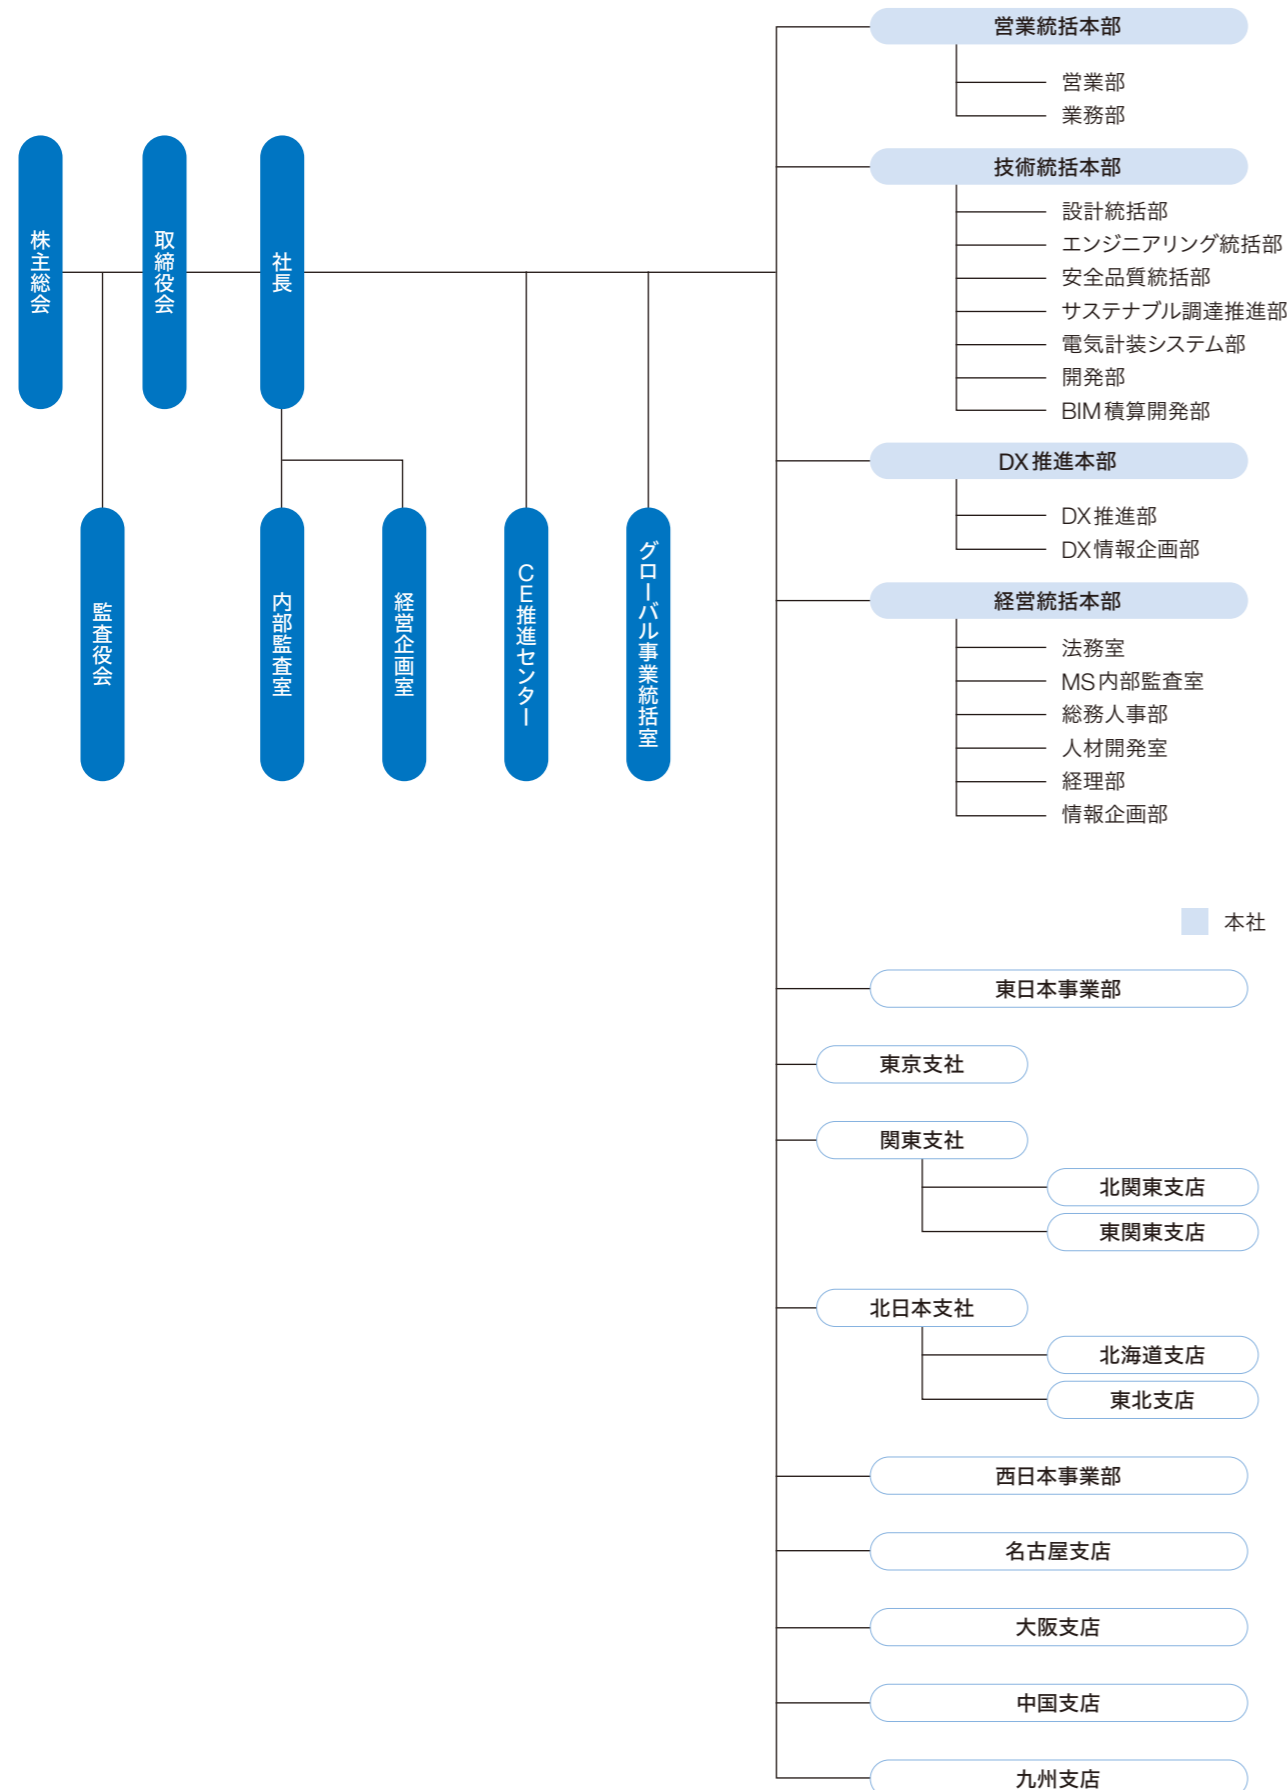 株主総会
取締役会
社長
監査役会
内部監査室
経営企画室
CE推進センター
グローバル事業統括室
営業統括本部
営業部
業務部
技術統括本部
設計統括部
エンジニアリング統括部
安全品質統括部
サステナブル調達推進部
電気計装システム部
開発部
BIM積算開発部
DX推進本部
DX推進部
DX情報企画部
経営統括本部
法務室
MS内部監査室
総務人事部
人材開発室
経理部
情報企画部
本社
東日本事業部
東京支社
関東支社
北関東支店
東関東支店
北日本支社
北海道支店
東北支店
西日本事業部
名古屋支店
大阪支店
中国支店
九州支店